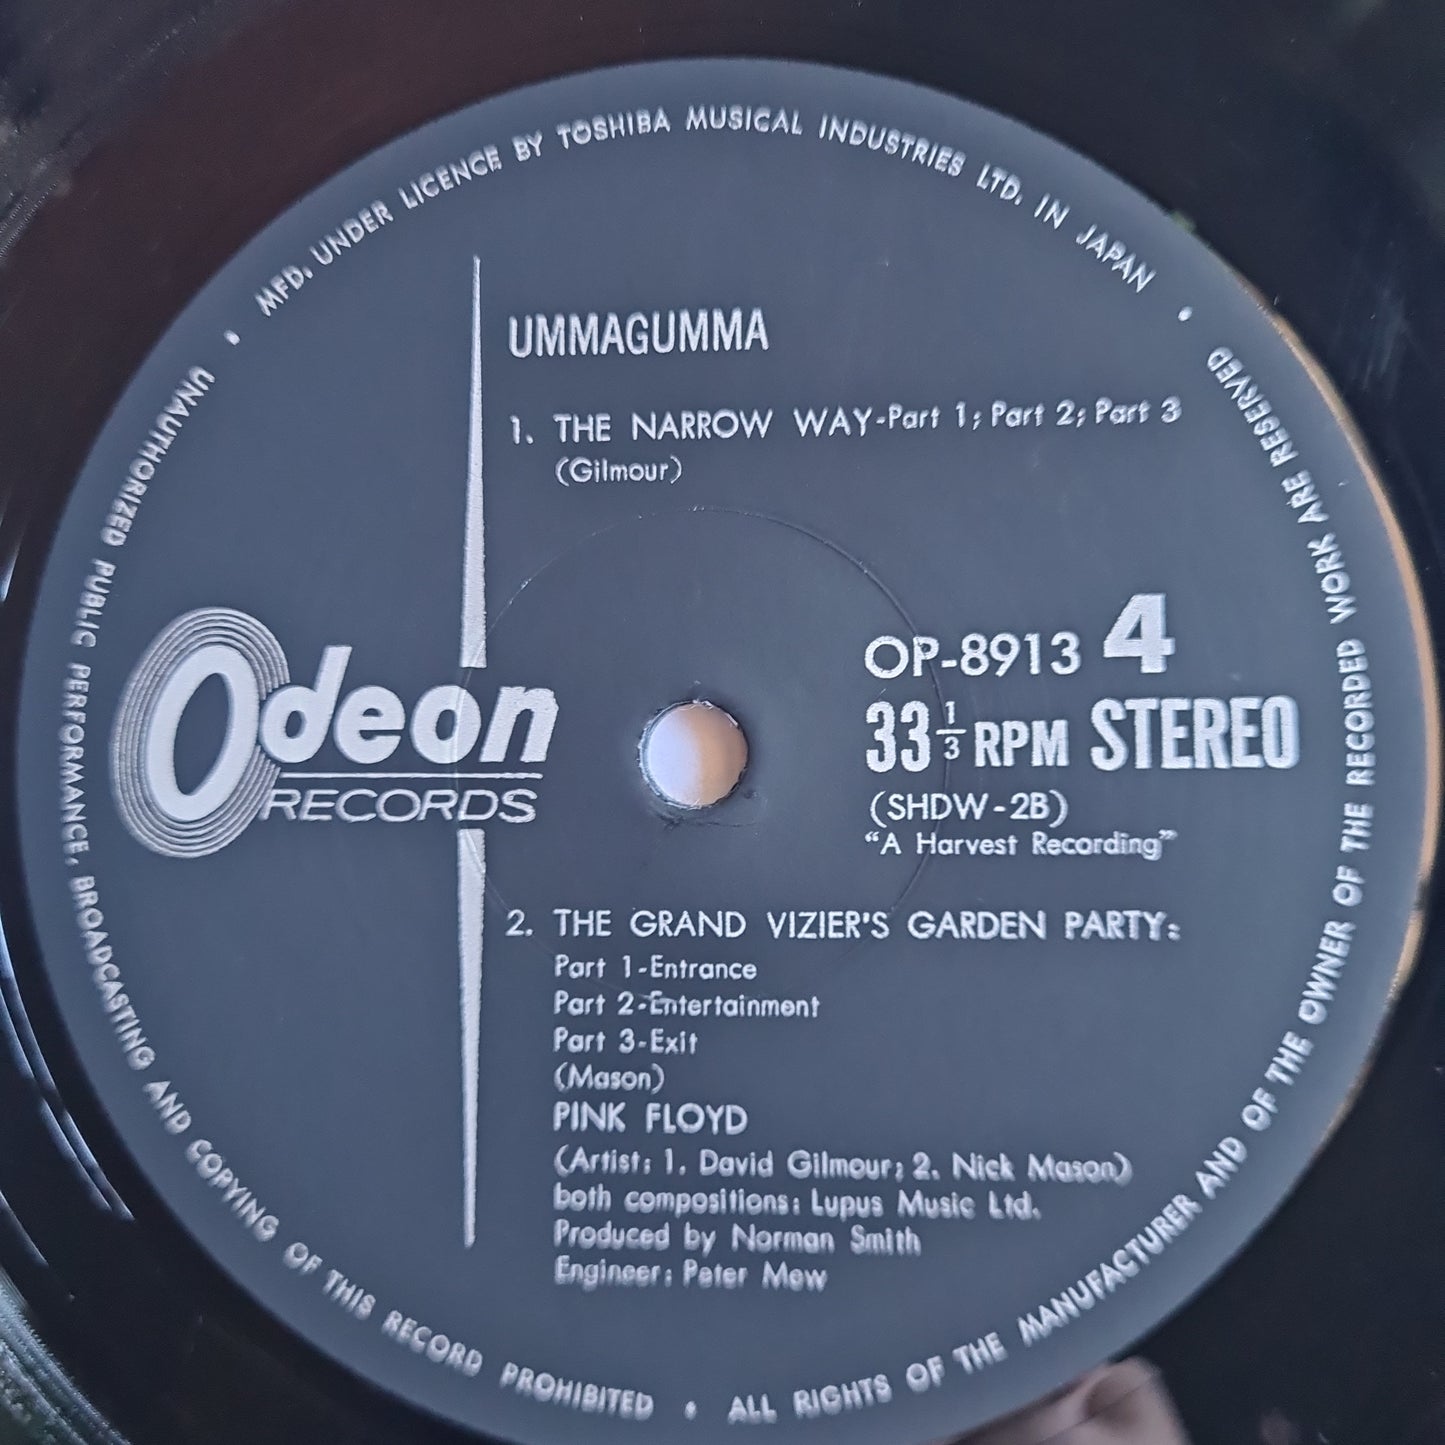 MFD. UNDER LICENCE BY TOSHIBA MUSICAL INDUSTRIES LTD. IN JAPAN
UMMAGUMMA
1. THE NARROW WAY-Part 1; Part 2; Part 3
(Gilmour)
Odeon
RECORDS
OP-8913 4
33 1/3 RPM STEREO
(SHDW-2B)
“A Harvest Recording”
2. THE GRAND VIZIER'S GARDEN PARTY:
Part 1-Entrance
Part 2-Entertainment
Part 3-Exit
(Mason)
PINK FLOYD
(Artist: 1. David Gilmour; 2. Nick Mason)
both compositions: Lupus Music Ltd.
Produced by Norman Smith
Engineer: Peter Mew
• ALL RIGHTS OF THE MANUFACTURER AND OF THE OWNER OF THE RECORDED WORK ARE RESERVED •
UNAUTHORIZED PUBLIC PERFORMANCE, BROADCASTING AND COPYING OF THIS RECORD PROHIBITED •